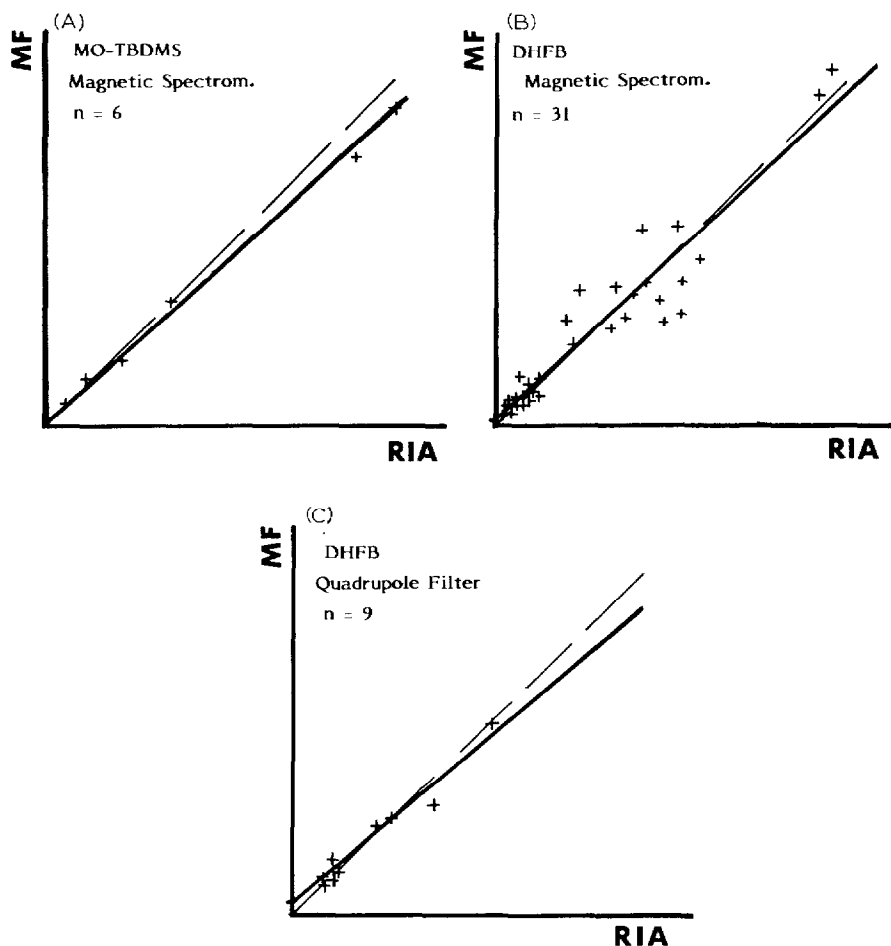 (A)
MF
MO-TBDMS
Magnetic Spectrom.
n = 6
RIA
(B)
MF
DHFB
Magnetic Spectrom.
n = 31
RIA
(C)
MF
DHFB
Quadrupole Filter
n = 9
RIA